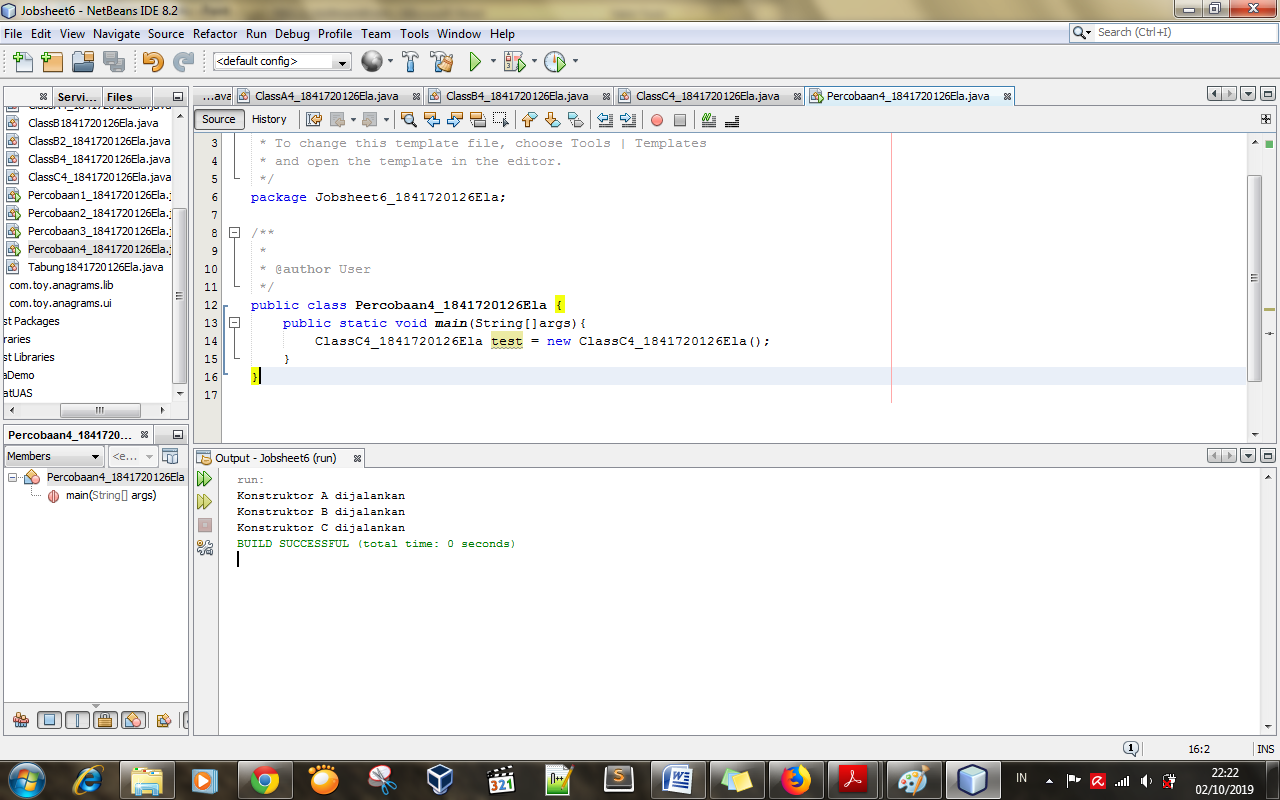 Jobsheet6 - NetBeans IDE 8.2
File Edit View Navigate Source Refactor Run Debug Profile Team Tools Window Help
Search (Ctrl+I)
<default config>
Servi... Files
...ava ClassA4_1841720126Ela.java ClassB4_1841720126Ela.java ClassC4_1841720126Ela.java Percobaan4_1841720126Ela.java
Source History
ClassA4_1841720126Ela.java
ClassB1841720126Ela.java
ClassB2_1841720126Ela.java
ClassB4_1841720126Ela.java
ClassC4_1841720126Ela.java
Percobaan1_1841720126Ela.j
Percobaan2_1841720126Ela.j
Percobaan3_1841720126Ela.j
Percobaan4_1841720126Ela.j
Tabung1841720126Ela.java
com.toy.anagrams.lib
com.toy.anagrams.ui
st Packages
raries
st Libraries
aDemo
atUAS
3 * To change this template file, choose Tools | Templates
4 * and open the template in the editor.
5 */
6 package Jobsheet6_1841720126Ela;
7
8 /**
9 *
10 * @author User
11 */
12 public class Percobaan4_1841720126Ela {
13 public static void main(String[]args){
14 ClassC4_1841720126Ela test = new ClassC4_1841720126Ela();
15 }
16 }
17
Percobaan4_1841720...
Members <e...
Percobaan4_1841720126Ela
main(String[] args)
Output - Jobsheet6 (run)
run:
Konstruktor A dijalankan
Konstruktor B dijalankan
Konstruktor C dijalankan
BUILD SUCCESSFUL (total time: 0 seconds)
1 16:2 INS
321
IN
22:22
02/10/2019